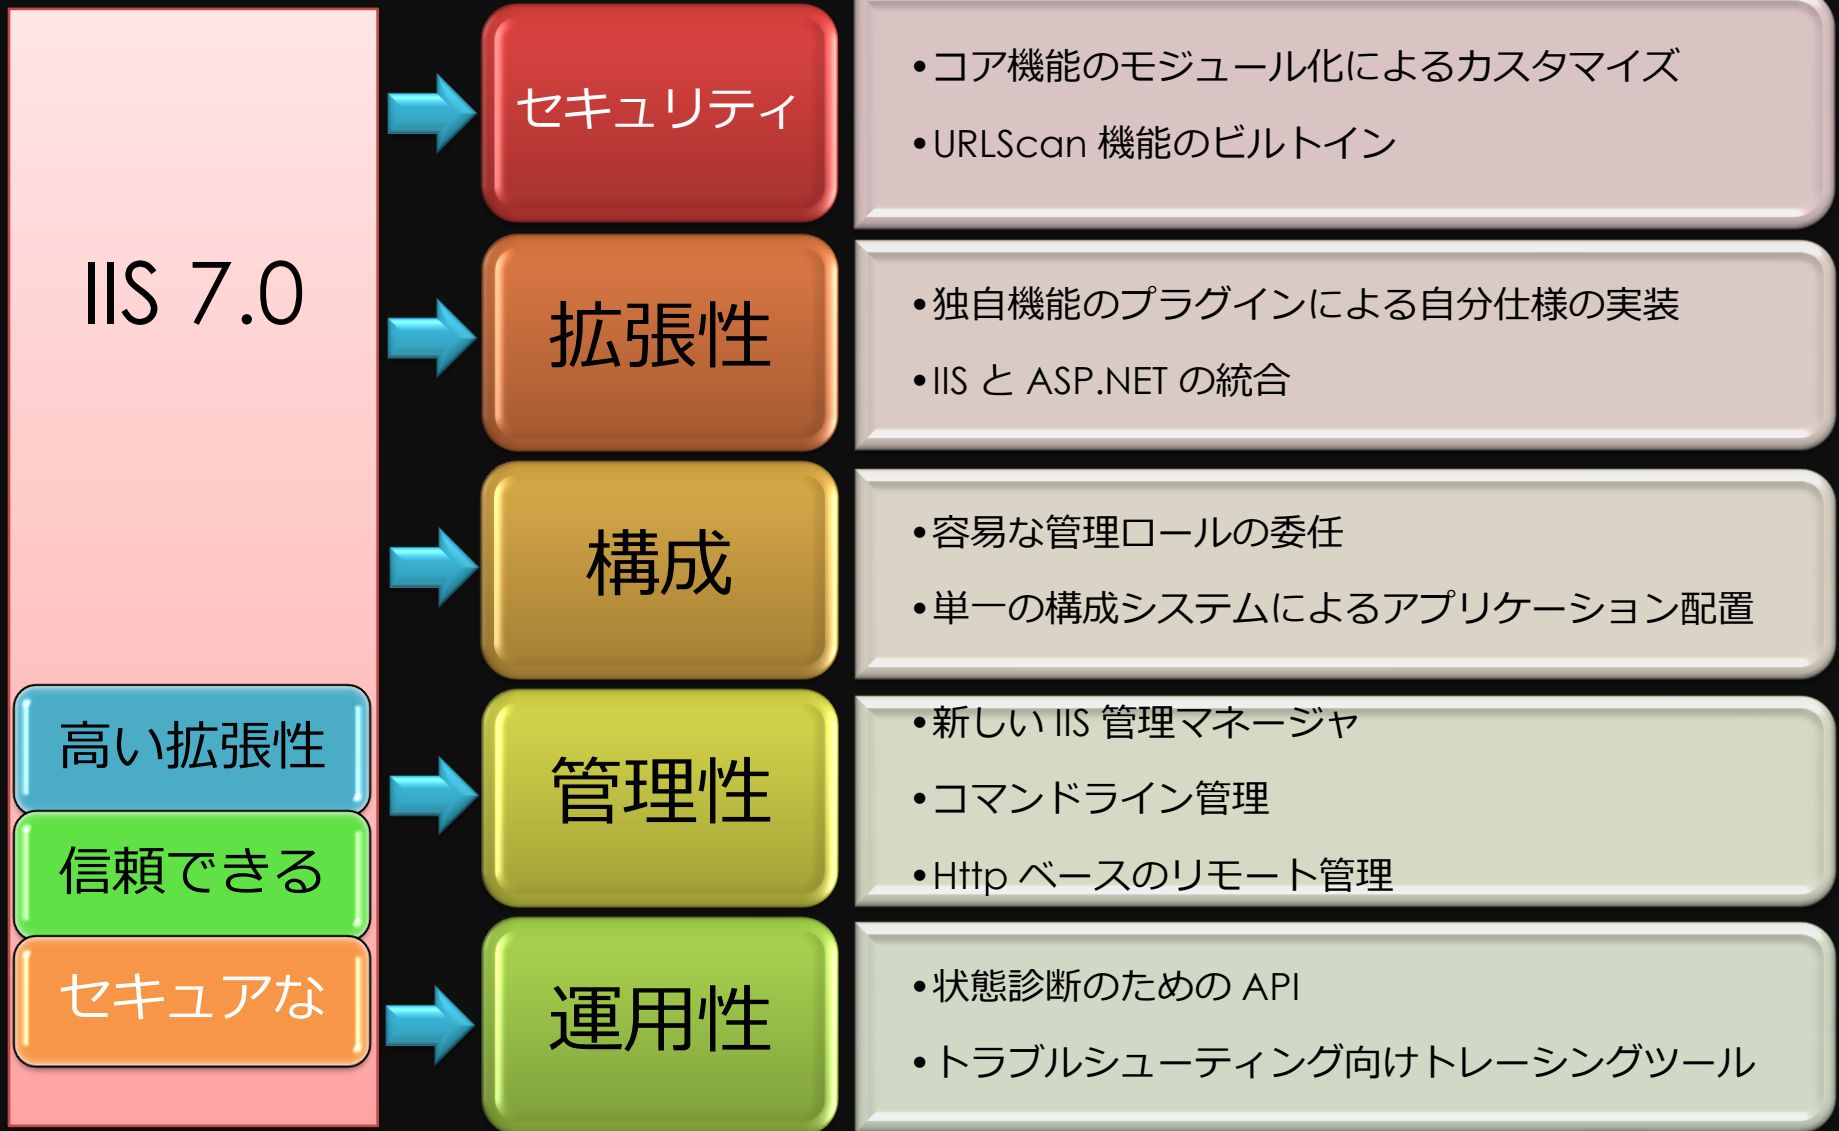 IIS 7.0
高い拡張性
信頼できる
セキュアな
セキュリティ
•コア機能のモジュール化によるカスタマイズ
•URLScan 機能のビルトイン
拡張性
•独自機能のプラグインによる自分仕様の実装
•IIS と ASP.NET の統合
構成
•容易な管理ロールの委任
•単一の構成システムによるアプリケーション配置
管理性
•新しい IIS 管理マネージャ
•コマンドライン管理
•Http ベースのリモート管理
運用性
•状態診断のための API
•トラブルシューティング向けトレーシングツール